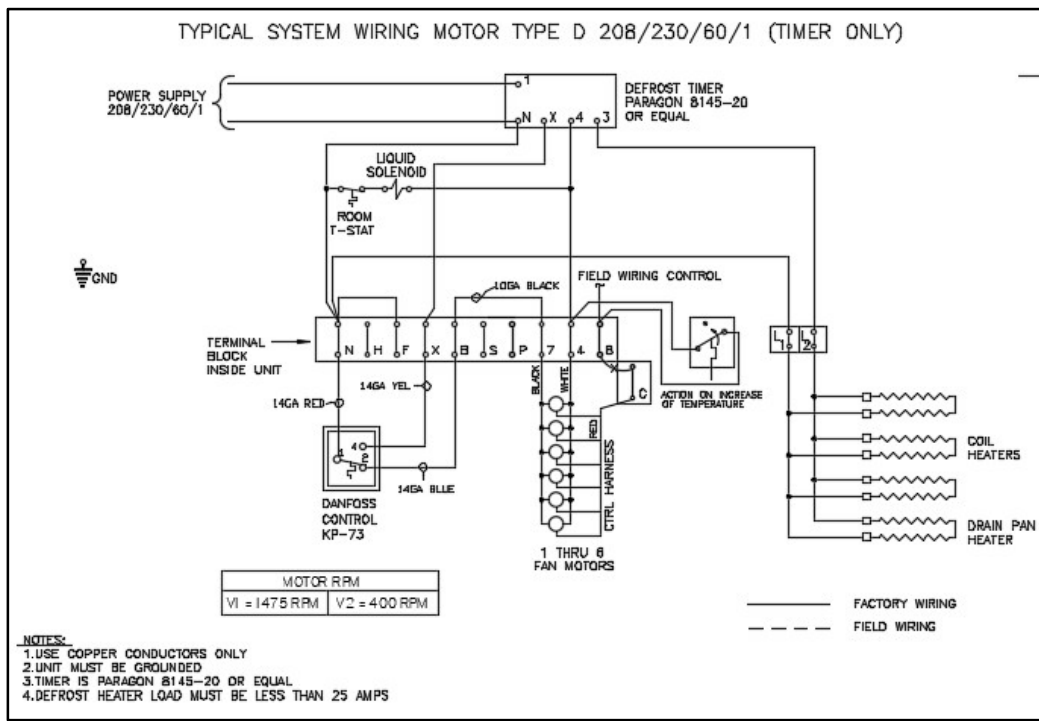 TYPICAL SYSTEM WIRING MOTOR TYPE D 208/230/60/1 (TIMER ONLY)
POWER SUPPLY
208/230/60/1
1
N X 4 3
DEFROST TIMER
PARAGON 8145-20
OR EQUAL
LIQUID
SOLENOID
ROOM
T-STAT
GND
10GA BLACK
FIELD WIRING CONTROL
TERMINAL
BLOCK
INSIDE UNIT
N H F X B S P 7 4 8
L1 L2
C
ACTION ON INCREASE
OF TEMPERATURE
14GA YEL
14GA RED
BLACK
WHITE
RED
CTRL HARNESS
4
1 2
14GA BLUE
DANFOSS
CONTROL
KP-73
COIL
HEATERS
DRAIN PAN
HEATER
1 THRU 6
FAN MOTORS
MOTOR RPM
V1 = 1475 RPM V2 = 400 RPM
FACTORY WIRING
FIELD WIRING
NOTES:
1.USE COPPER CONDUCTORS ONLY
2.UNIT MUST BE GROUNDED
3.TIMER IS PARAGON 8145-20 OR EQUAL
4.DEFROST HEATER LOAD MUST BE LESS THAN 25 AMPS